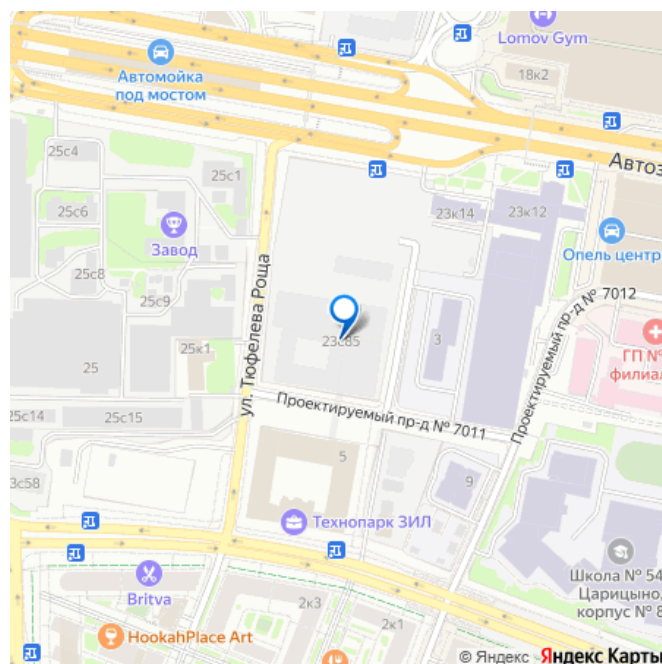 Lomov Gym
Автомойка
под мостом
18к2
Автоз
25с4
25с1
25с6
23к14
23к12
Завод
Опель центр
25с8
25с9
ул. Тюфелева Роща
Проектируемый пр-д № 7012
25
25к1
3
ГП №
филиал
25с14
25с15
Проектируемый пр-д № 7011
5
9
3с58
Технопарк ЗИЛ
Школа № 54
Царицыно,
корпус № 8
Britva
2к3
HookahPlace Art
2к1
© Яндекс Яндекс Карты